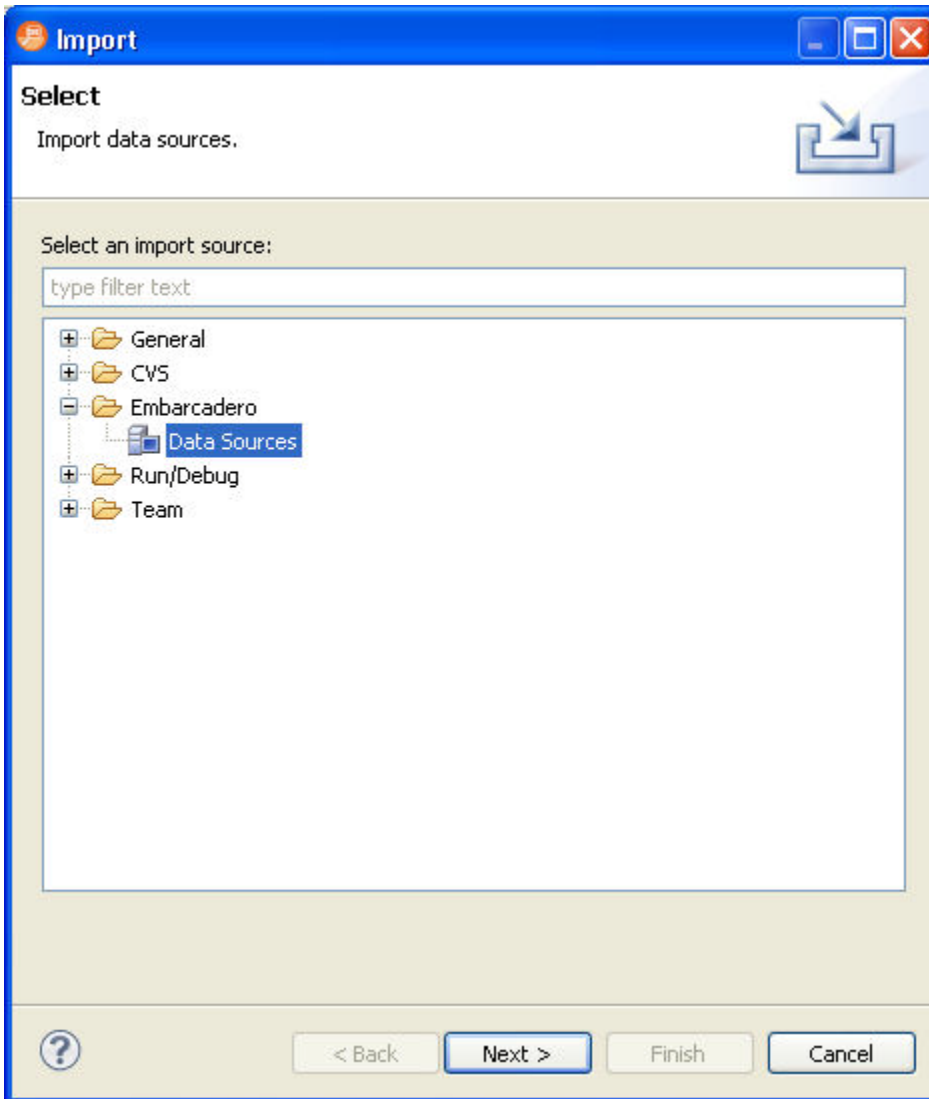 Import
Select
Import data sources.
Select an import source:
type filter text
General
CVS
Embarcadero
Data Sources
Run/Debug
Team
?
< Back Next > Finish Cancel